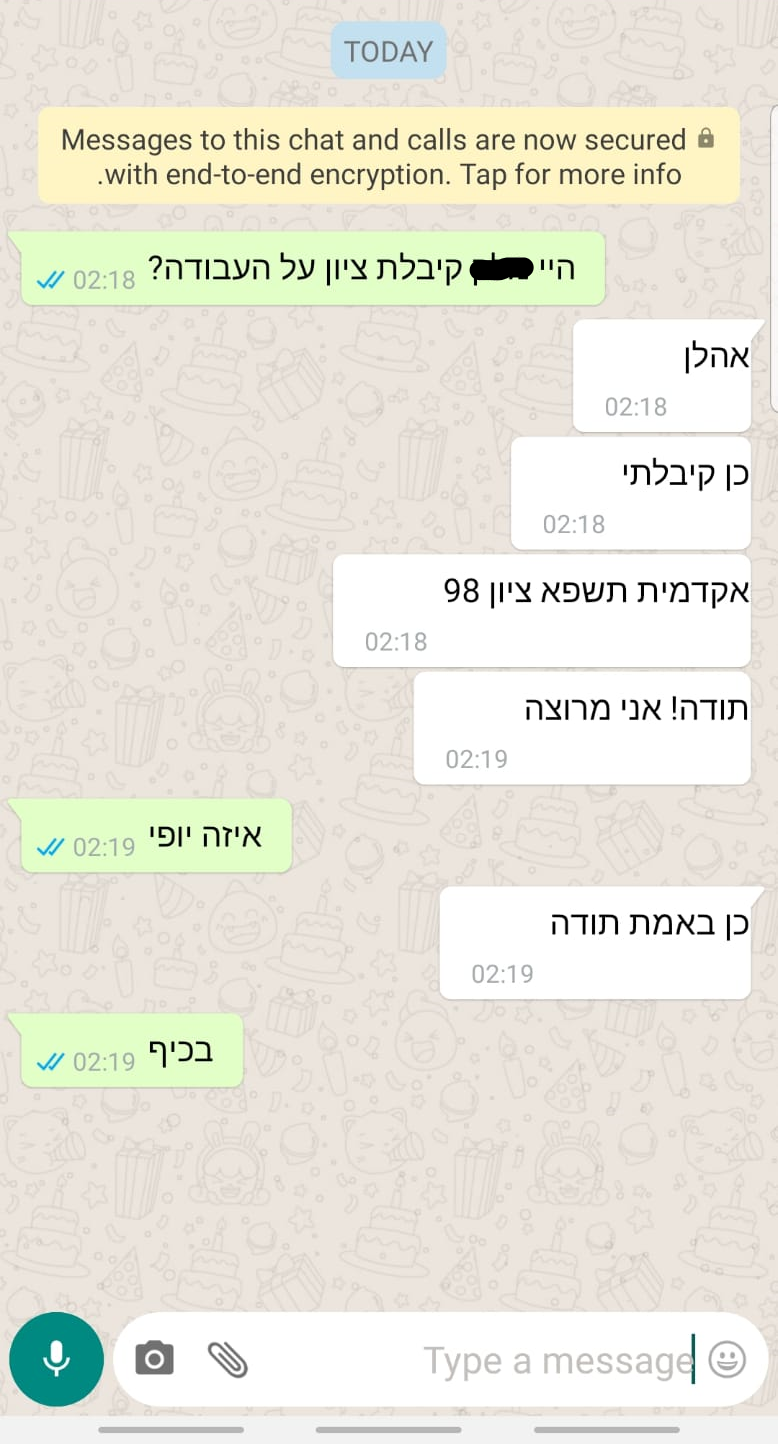 TODAY
Messages to this chat and calls are now secured
.with end-to-end encryption. Tap for more info
היי קיבלת ציון על העבודה?
02:18
אהלן
02:18
כן קיבלתי
02:18
אקדמית תשפא ציון 98
02:18
תודה! אני מרוצה
02:19
איזה יופי
02:19
כן באמת תודה
02:19
בכיף
02:19
Type a message